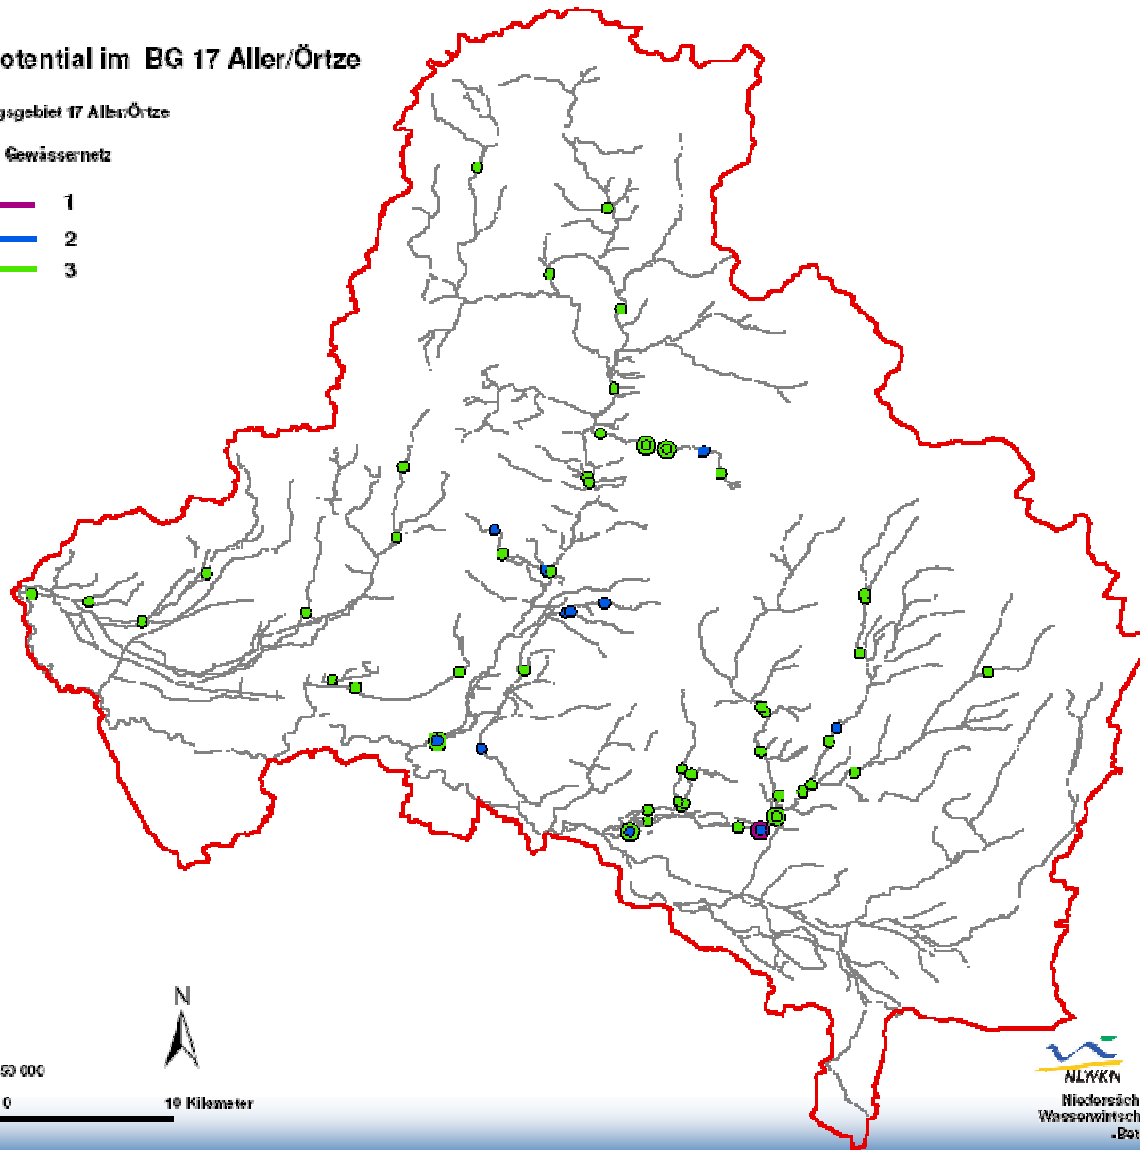 otential im BG 17 Aller/Örtze
gsgebiet 17 Aller/Örtze
Gewässernetz
1
2
3
N
50 000
0 10 Kilometer
NLWKN
Niedersäch
Wasserwirtsch
-Bet